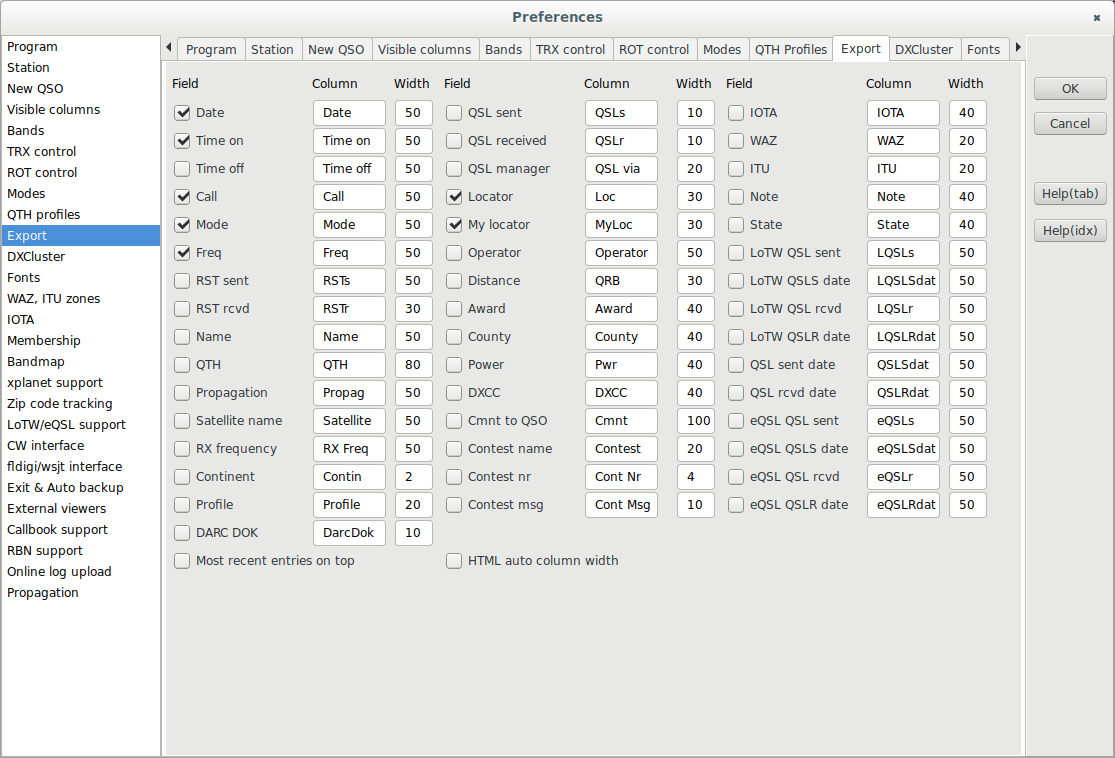 Preferences
Program
Station
New QSO
Visible columns
Bands
TRX control
ROT control
Modes
QTH profiles
Export
DXCluster
Fonts
WAZ, ITU zones
IOTA
Membership
Bandmap
xplanet support
Zip code tracking
LoTW/eQSL support
CW interface
fldigi/wsjt interface
Exit & Auto backup
External viewers
Callbook support
RBN support
Online log upload
Propagation
Program Station New QSO Visible columns Bands TRX control ROT control Modes QTH Profiles Export DXCluster Fonts
Field Column Width Field Column Width Field Column Width
Date Date 50 QSL sent QSLs 10 IOTA IOTA 40
Time on Time on 50 QSL received QSLr 10 WAZ WAZ 20
Time off Time off 50 QSL manager QSL via 20 ITU ITU 20
Call Call 50 Locator Loc 30 Note Note 40
Mode Mode 50 My locator MyLoc 30 State State 40
Freq Freq 50 Operator Operator 50 LoTW QSL sent LQSLs 50
RST sent RSTs 50 Distance QRB 30 LoTW QSLS date LQSLSdat 50
RST rcvd RSTr 30 Award Award 40 LoTW QSL rcvd LQSLr 50
Name Name 50 County County 40 LoTW QSLR date LQSLRdat 50
QTH QTH 80 Power Pwr 40 QSL sent date QSLSdat 50
Propagation Propag 50 DXCC DXCC 40 QSL rcvd date QSLRdat 50
Satellite name Satellite 50 Cmnt to QSO Cmnt 100 eQSL QSL sent eQSLs 50
RX frequency RX Freq 50 Contest name Contest 20 eQSL QSLS date eQSLSdat 50
Continent Contin 2 Contest nr Cont Nr 4 eQSL QSL rcvd eQSLr 50
Profile Profile 20 Contest msg Cont Msg 10 eQSL QSLR date eQSLRdat 50
DARC DOK DarcDok 10
Most recent entries on top HTML auto column width
OK
Cancel
Help(tab)
Help(idx)